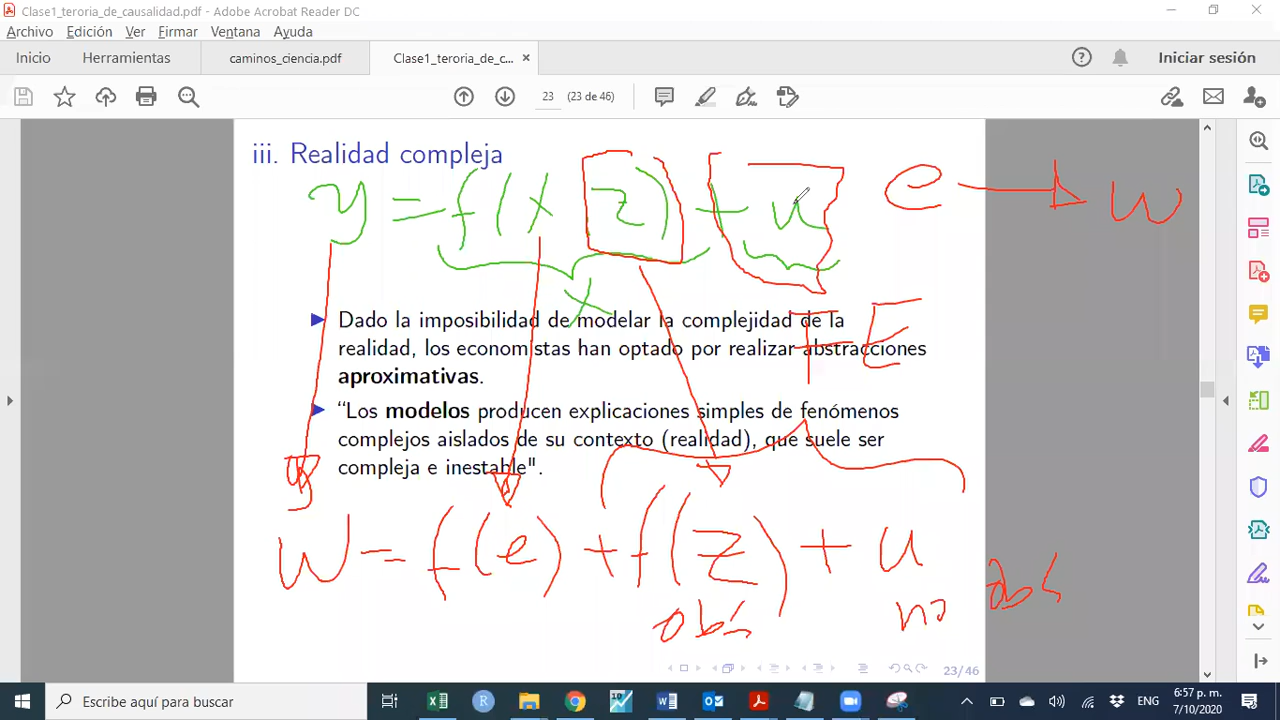 Clase1_teroria_de_causalidad.pdf - Adobe Acrobat Reader DC
Archivo Edición Ver Firmar Ventana Ayuda
Inicio Herramientas caminos_ciencia.pdf Clase1_teroria_de_c... × Iniciar sesión
23 (23 de 46)
iii. Realidad compleja
y = f(x z) + u e → w
x
▶ Dado la imposibilidad de modelar la complejidad de la
realidad, los economistas han optado por realizar abstracciones
aproximativas.
FE
▶ “Los modelos producen explicaciones simples de fenómenos
complejos aislados de su contexto (realidad), que suele ser
compleja e inestable".
y
w = f(e) + f(z) + u
obs no obs
23/46
Escribe aquí para buscar
ENG
6:57 p. m.
7/10/2020